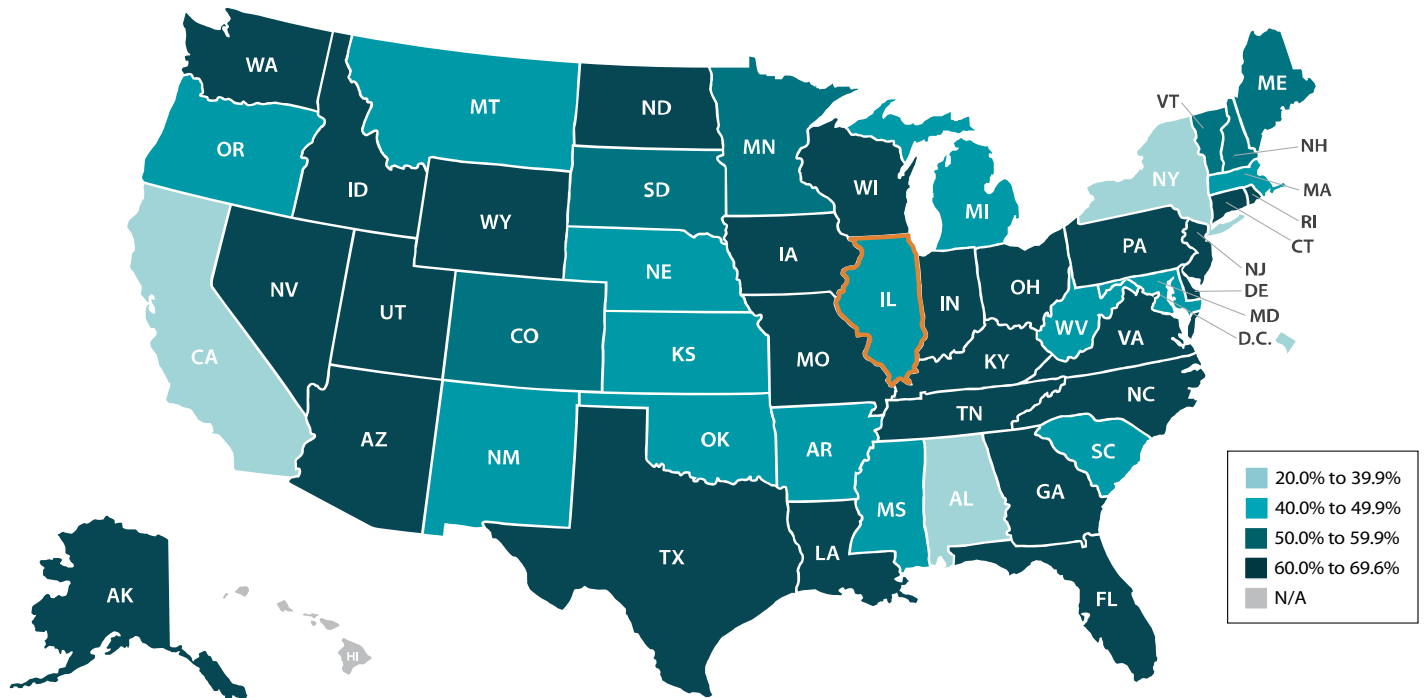 WA
MT
ND
MN
ME
VT
NH
OR
ID
SD
WI
NY
MA
MI
RI
WY
CT
IA
PA
NE
NJ
NV
OH
DE
IL
IN
UT
MD
CO
WV
D.C.
CA
KS
VA
MO
KY
NC
TN
AZ
OK
NM
AR
SC
MS
AL
GA
TX
LA
AK
FL
HI
20.0% to 39.9%
40.0% to 49.9%
50.0% to 59.9%
60.0% to 69.6%
N/A